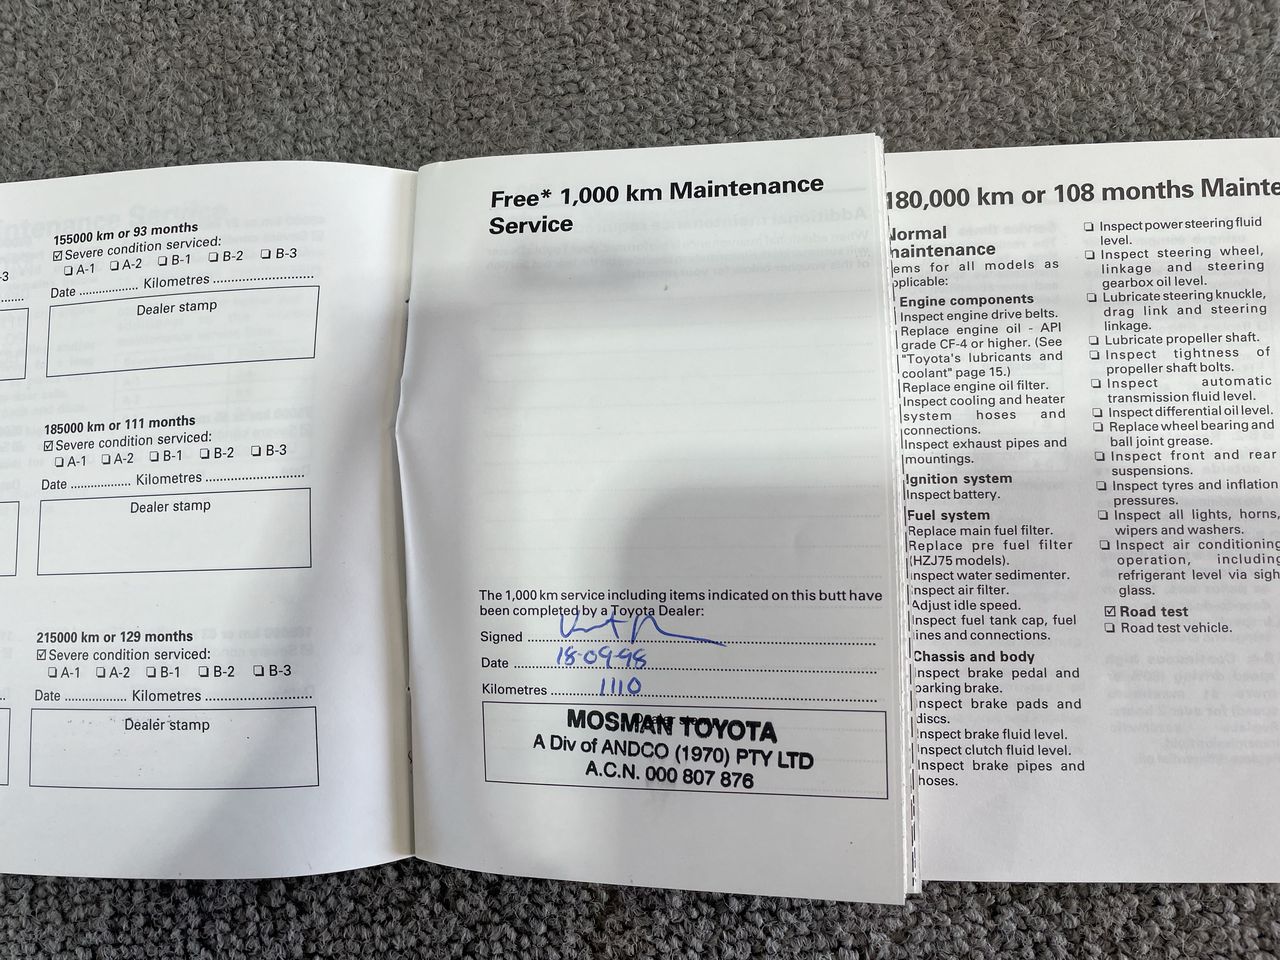 155000 km or 93 months
☑ Severe condition serviced:
❏ A-1 ❏ A-2 ❏ B-1 ❏ B-2 ❏ B-3
Date .................. Kilometres ..............................
Dealer stamp
185000 km or 111 months
☑ Severe condition serviced:
❏ A-1 ❏ A-2 ❏ B-1 ❏ B-2 ❏ B-3
Date .................. Kilometres ..............................
Dealer stamp
215000 km or 129 months
☑ Severe condition serviced:
❏ A-1 ❏ A-2 ❏ B-1 ❏ B-2 ❏ B-3
Date .................. Kilometres ..............................
Dealer stamp
Free* 1,000 km Maintenance
Service
The 1,000 km service including items indicated on this butt have
been completed by a Toyota Dealer:
Signed
Date 18-09-98
Kilometres 1110
MOSMAN TOYOTA
A Div of ANDCO (1970) PTY LTD
A.C.N. 000 807 876
180,000 km or 108 months Mainte
Normal
maintenance
items for all models as
applicable:
Engine components
Inspect engine drive belts.
Replace engine oil - API
grade CF-4 or higher. (See
"Toyota's lubricants and
coolant" page 15.)
Replace engine oil filter.
Inspect cooling and heater
system hoses and
connections.
Inspect exhaust pipes and
mountings.
Ignition system
Inspect battery.
Fuel system
Replace main fuel filter.
Replace pre fuel filter
(HZJ75 models).
Inspect water sedimenter.
Inspect air filter.
Adjust idle speed.
Inspect fuel tank cap, fuel
lines and connections.
Chassis and body
Inspect brake pedal and
parking brake.
Inspect brake pads and
discs.
Inspect brake fluid level.
Inspect clutch fluid level.
Inspect brake pipes and
hoses.
❏ Inspect power steering fluid
level.
❏ Inspect steering wheel,
linkage and steering
gearbox oil level.
❏ Lubricate steering knuckle,
drag link and steering
linkage.
❏ Lubricate propeller shaft.
❏ Inspect tightness of
propeller shaft bolts.
❏ Inspect automatic
transmission fluid level.
❏ Inspect differential oil level.
❏ Replace wheel bearing and
ball joint grease.
❏ Inspect front and rear
suspensions.
❏ Inspect tyres and inflation
pressures.
❏ Inspect all lights, horns,
wipers and washers.
❏ Inspect air conditioning
operation, including
refrigerant level via sigh
glass.
☑ Road test
❏ Road test vehicle.